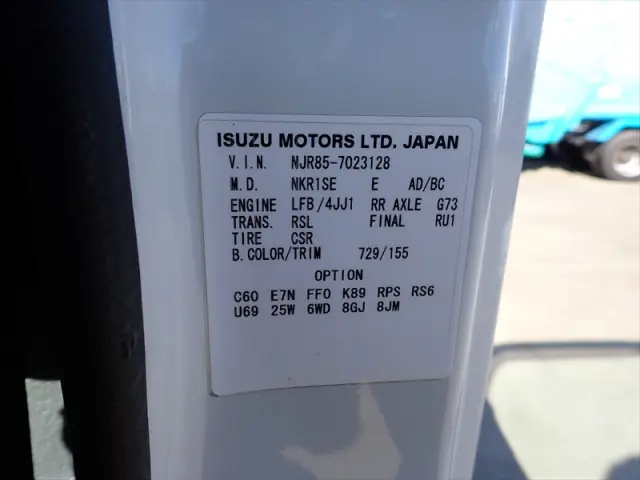 ISUZU MOTORS LTD. JAPAN
V.I.N. NJR85-7023128
M.D. NKR1SE E AD/BC
ENGINE LFB/4JJ1 RR AXLE G73
TRANS. RSL FINAL RU1
TIRE CSR
B.COLOR/TRIM 729/155
OPTION
C60 E7N FF0 K89 RPS RS6
U69 25W 6WD 8GJ 8JM